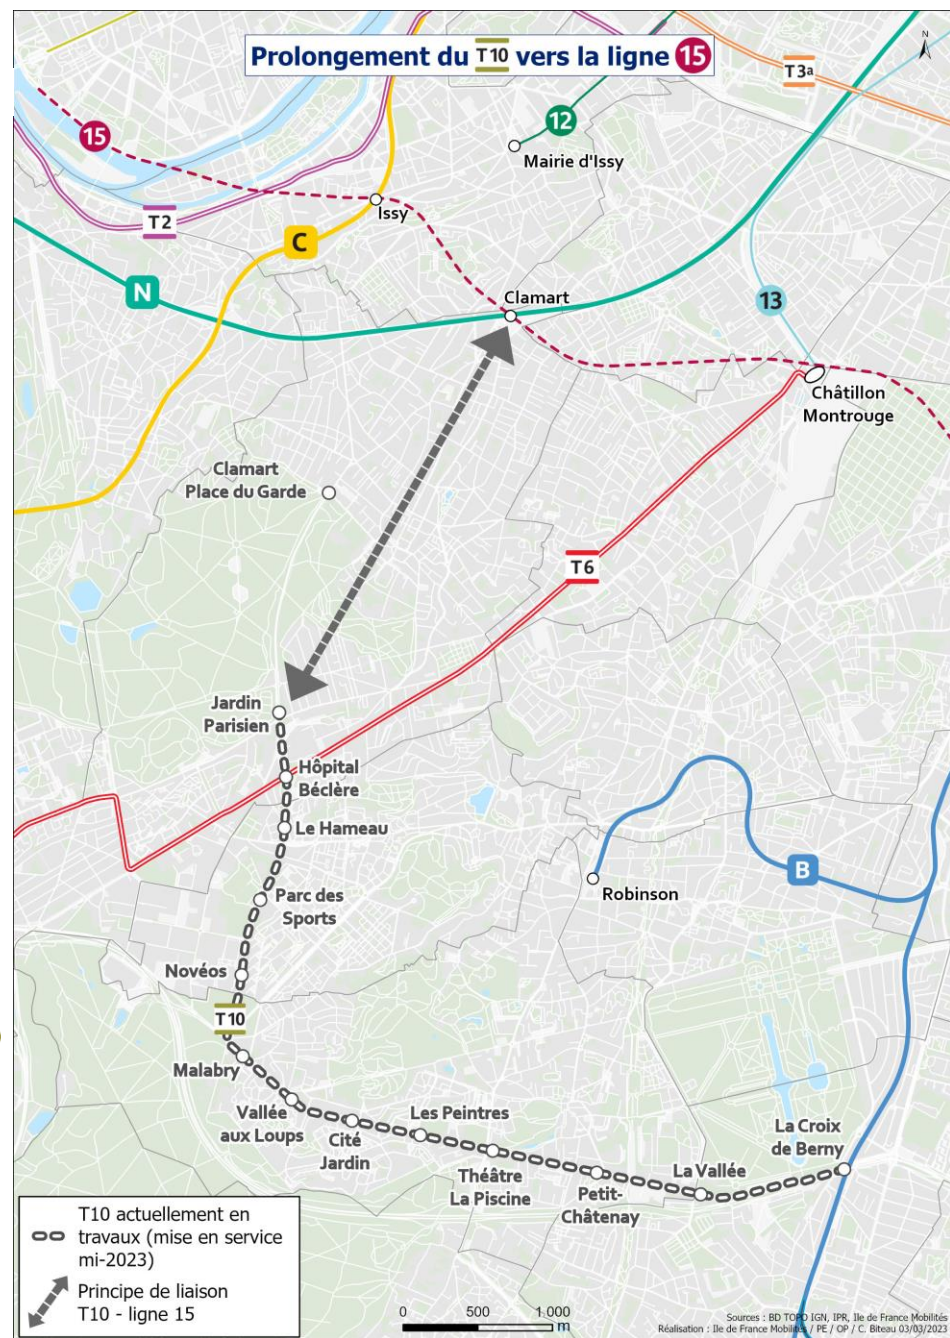 Prolongement du T10 vers la ligne 15
N
T3a
12
15
Mairie d'Issy
T2
Issy
C
N
Clamart
13
Châtillon
Montrouge
Clamart
Place du Garde
T6
Jardin
Parisien
Hôpital
Béclère
Le Hameau
B
Robinson
Parc des
Sports
Novéos
T10
Malabry
Vallée
aux Loups
Cité
Jardin
Les Peintres
Théâtre
La Piscine
Petit-
Châtenay
La Vallée
La Croix
de Berny
T10 actuellement en
travaux (mise en service
mi-2023)
Principe de liaison
T10 - ligne 15
0 500 1 000
m
Sources : BD TOPO IGN, IPR, Ile de France Mobilités
Réalisation : Ile de France Mobilités / PE / OP / C. Biteau 03/03/2023